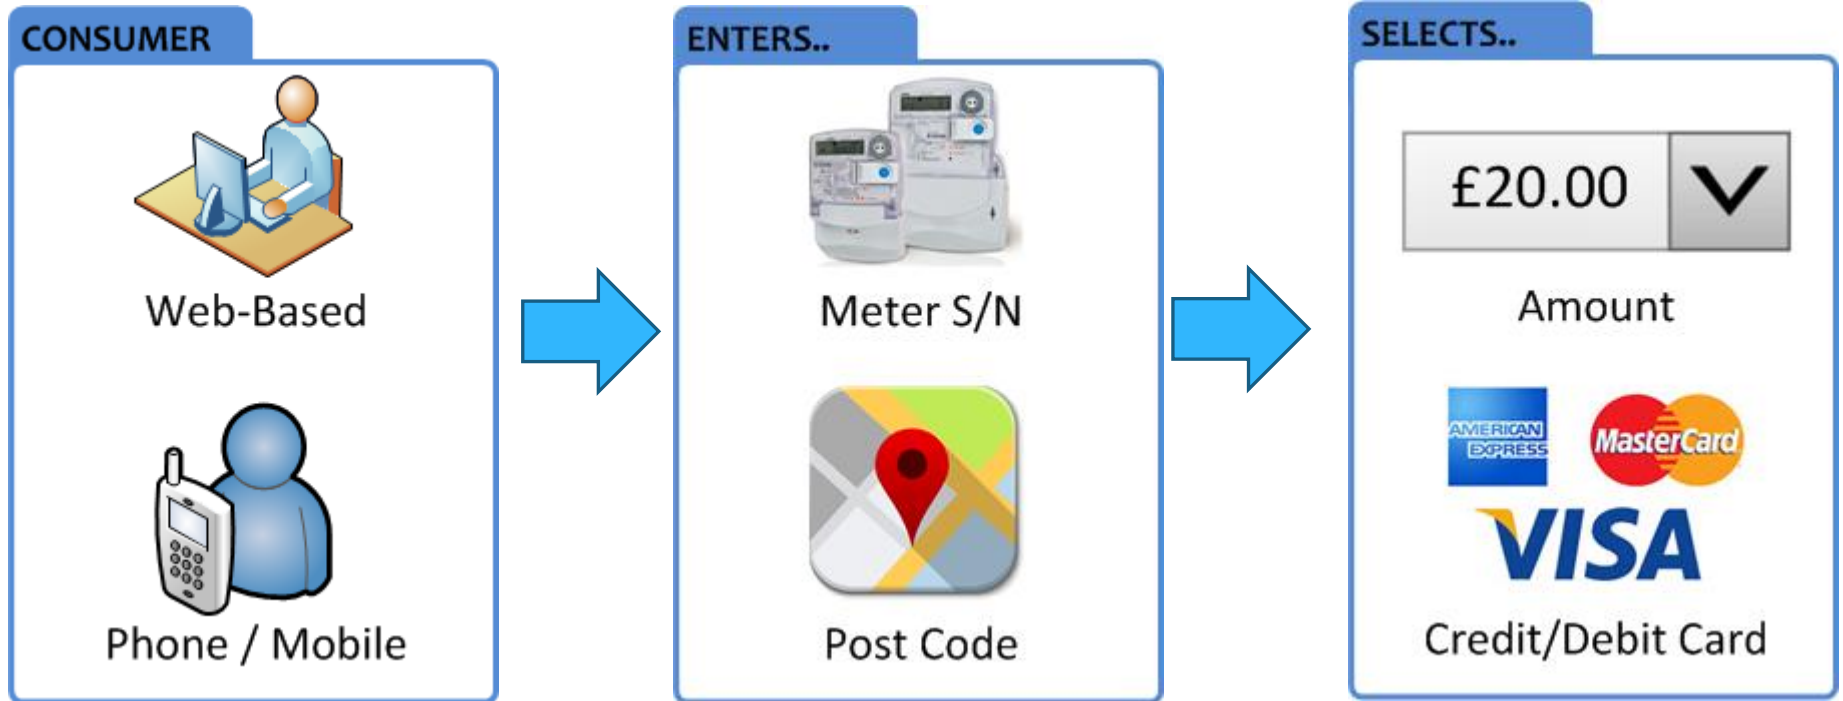 CONSUMER
Web-Based
Phone / Mobile
ENTERS..
Meter S/N
Post Code
SELECTS..
£20.00
Amount
AMERICAN
EXPRESS
MasterCard
VISA
Credit/Debit Card